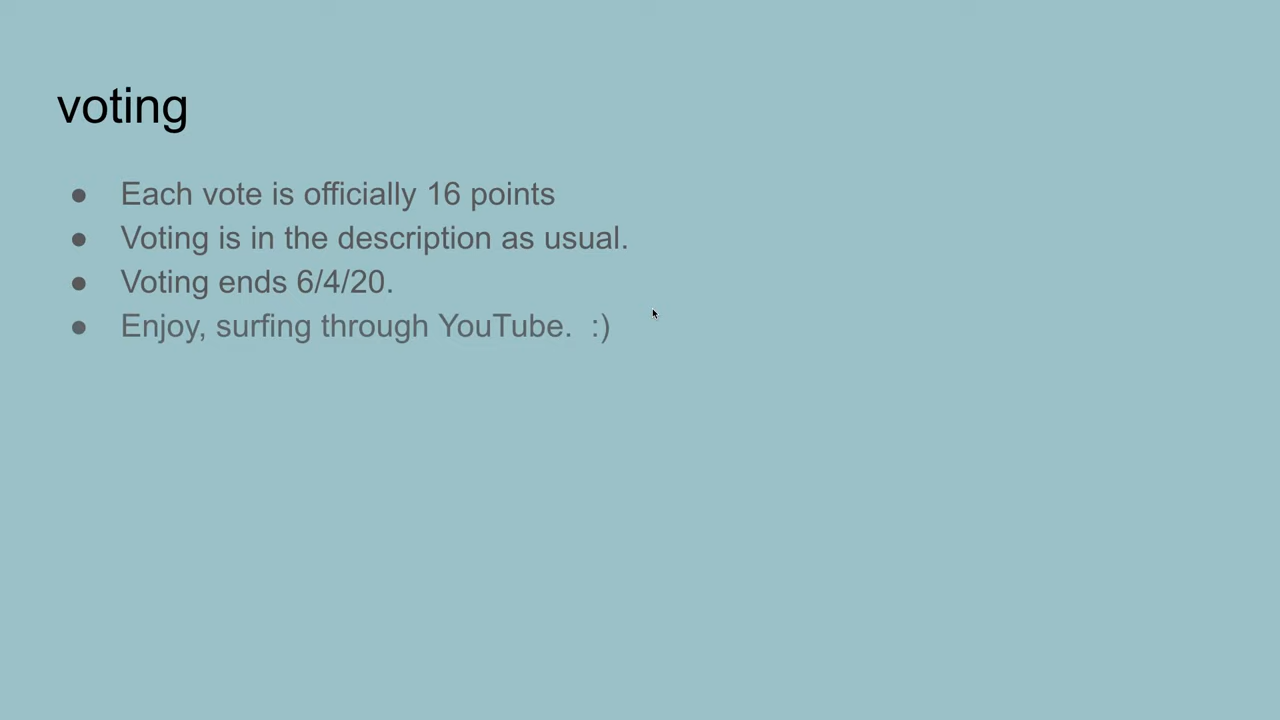 voting
● Each vote is officially 16 points
● Voting is in the description as usual.
● Voting ends 6/4/20.
● Enjoy, surfing through YouTube.  :)